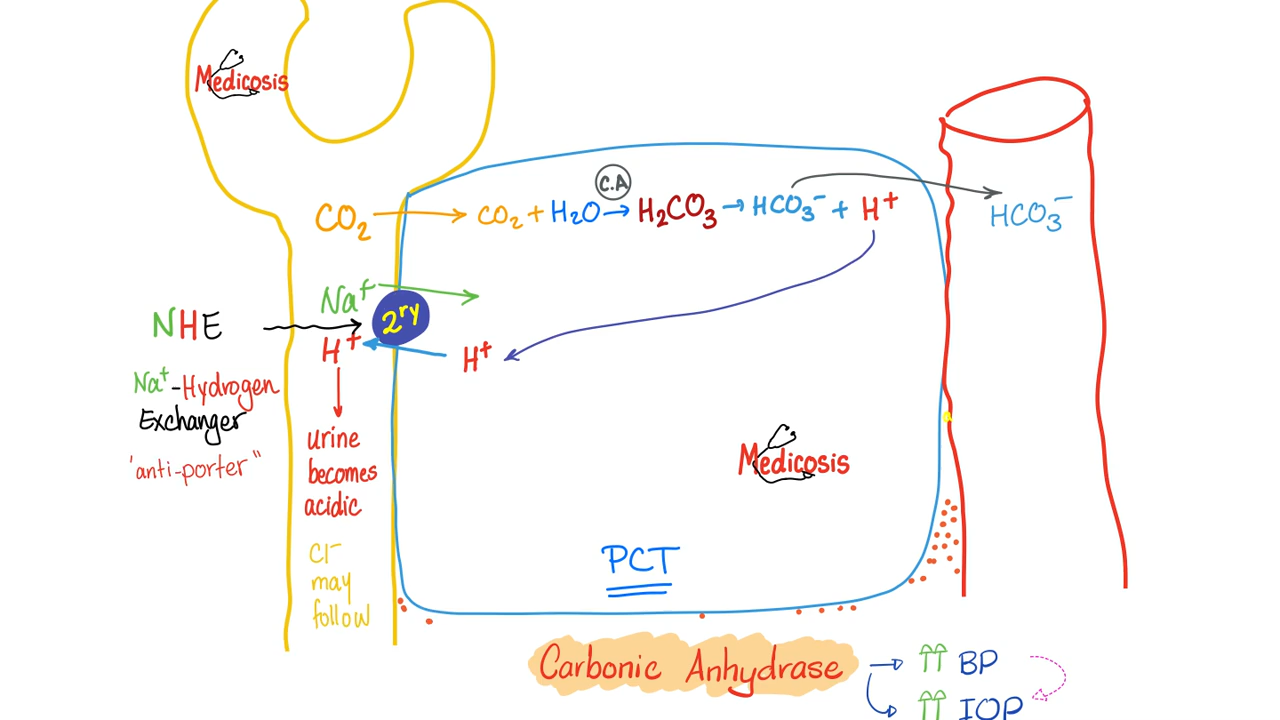 Medicosis
C.A
CO₂ CO₂ + H₂O → H₂CO₃ → HCO₃⁻ + H⁺
HCO₃⁻
Na⁺
2ry
NHE
H⁺ H⁺
Na⁺-Hydrogen
Exchanger
"anti-porter"
urine
becomes
acidic
Cl⁻
may
follow
Medicosis
PCT
Carbonic Anhydrase
↑↑ BP
↑↑ IOP